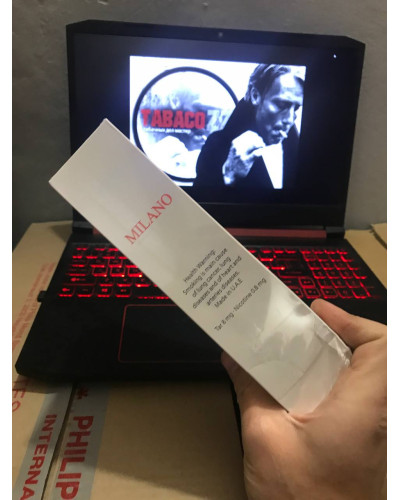 TABACO
MILANO
Health Warning:
Smoking is main cause
of lung cancer, lung
diseases and of heart and
arteries diseases.
Made in U.A.E
Tar 8 mg Nicotine 0.8 mg
PHILIP
INTERNA